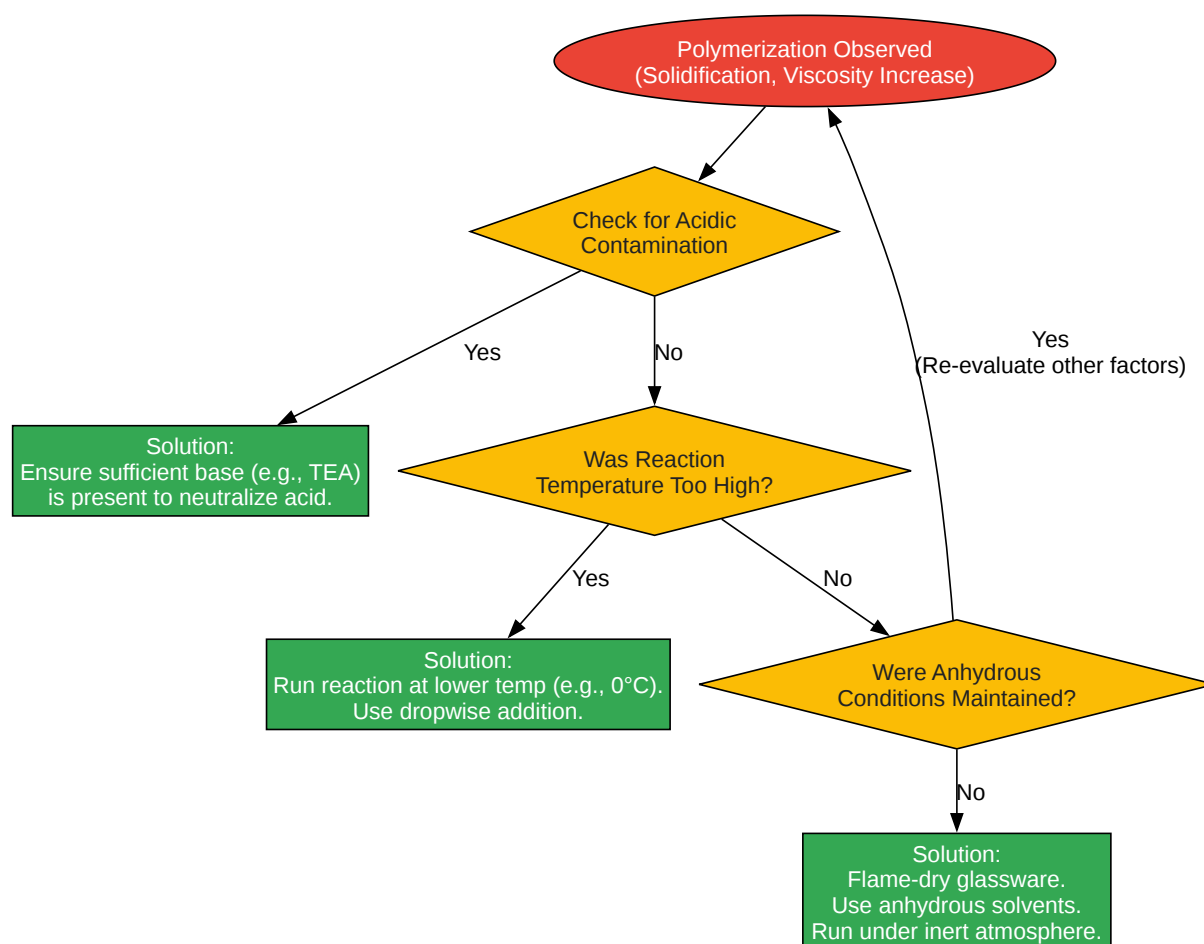 Polymerization Observed
(Solidification, Viscosity Increase)
Check for Acidic
Contamination
Yes
No
Yes
(Re-evaluate other factors)
Solution:
Ensure sufficient base (e.g., TEA)
is present to neutralize acid.
Was Reaction
Temperature Too High?
Yes
No
Solution:
Run reaction at lower temp (e.g., 0°C).
Use dropwise addition.
Were Anhydrous
Conditions Maintained?
No
Solution:
Flame-dry glassware.
Use anhydrous solvents.
Run under inert atmosphere.